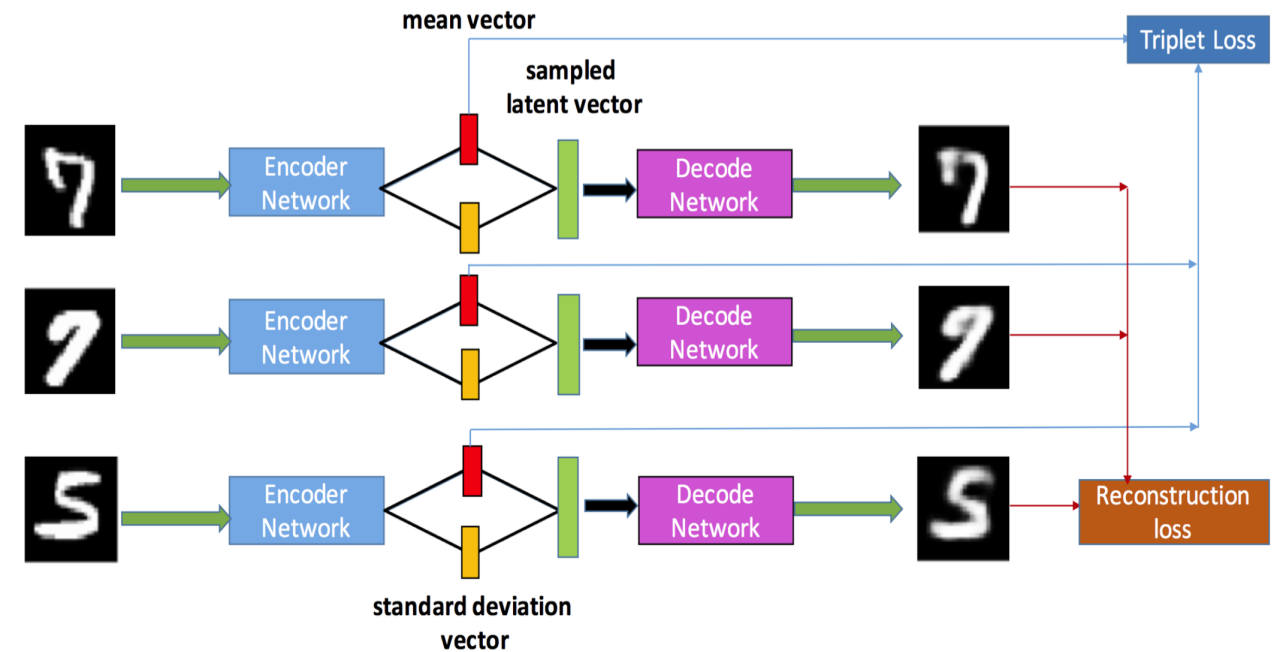 mean vector
Triplet Loss
sampled
latent vector
Encoder
Network
Decode
Network
Encoder
Network
Decode
Network
Encoder
Network
Decode
Network
Reconstruction
loss
standard deviation
vector